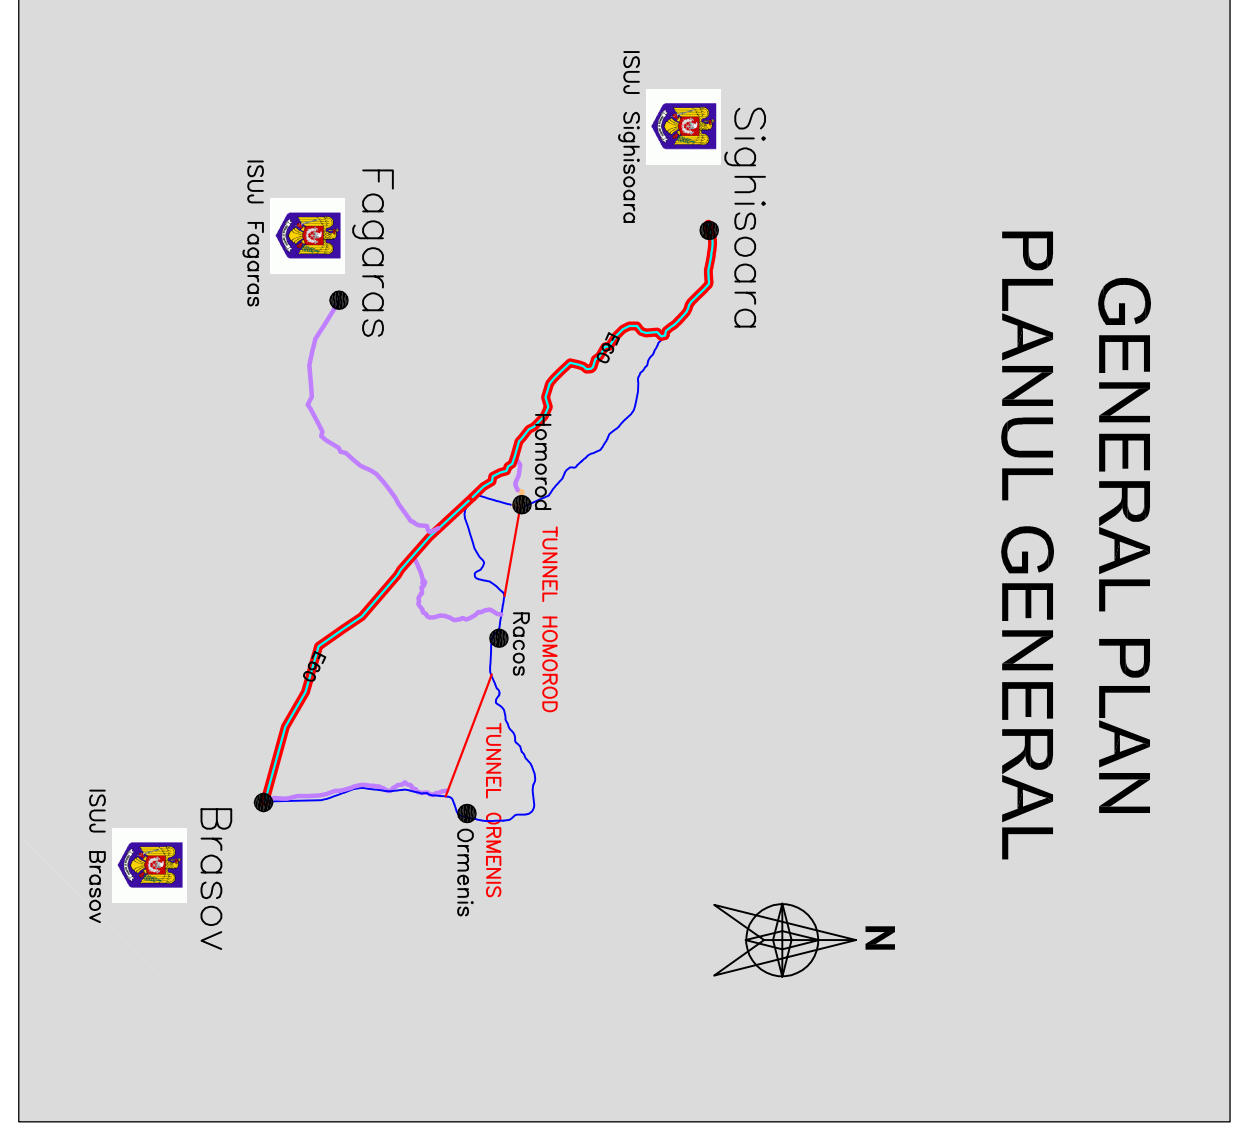 GENERAL PLAN
PLANUL GENERAL
N
Sighisoara
ISUJ Sighisoara
E60
Homorod
TUNNEL HOMOROD
Racos
TUNNEL ORMENIS
Ormenis
Fagaras
ISUJ Fagaras
E60
Brasov
ISUJ Brasov